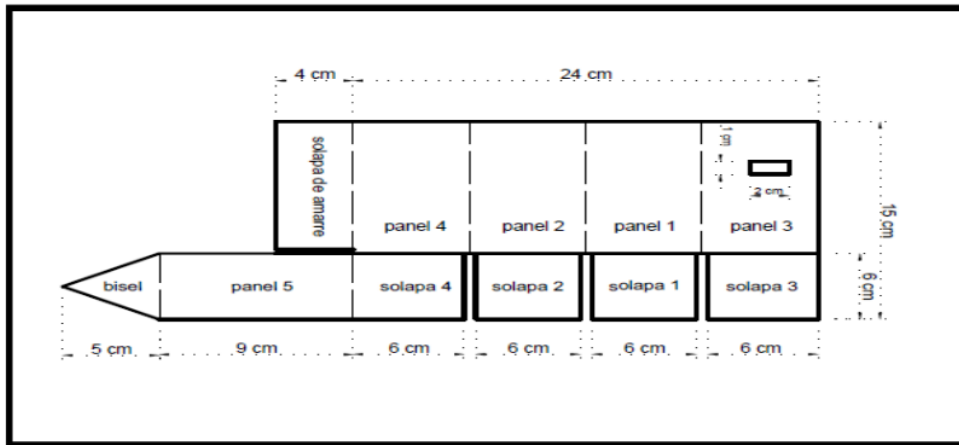 4 cm
24 cm
solapa de amarre
1 cm
2 cm
15 cm
panel 4
panel 2
panel 1
panel 3
bisel
panel 5
solapa 4
solapa 2
solapa 1
solapa 3
6 cm
5 cm
9 cm
6 cm
6 cm
6 cm
6 cm